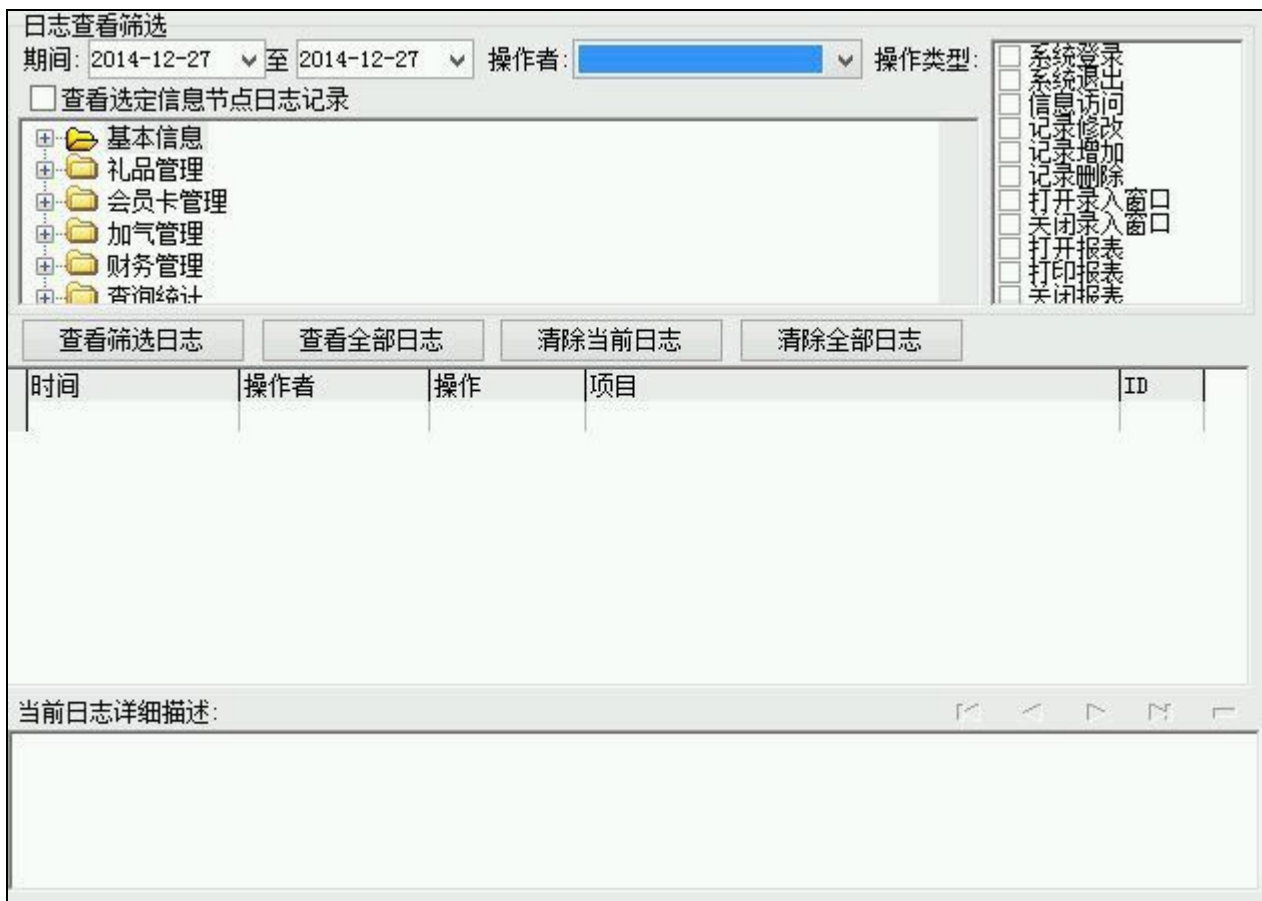 日志查看筛选
期间: 2014-12-27 至 2014-12-27 操作者: 操作类型:
系统登录
系统退出
信息访问
记录修改
记录增加
记录删除
打开录入窗口
关闭录入窗口
打开报表
打印报表
关闭报表
查看选定信息节点日志记录
基本信息
礼品管理
会员卡管理
加气管理
财务管理
查询统计
查看筛选日志 查看全部日志 清除当前日志 清除全部日志
时间 操作者 操作 项目 ID
当前日志详细描述: